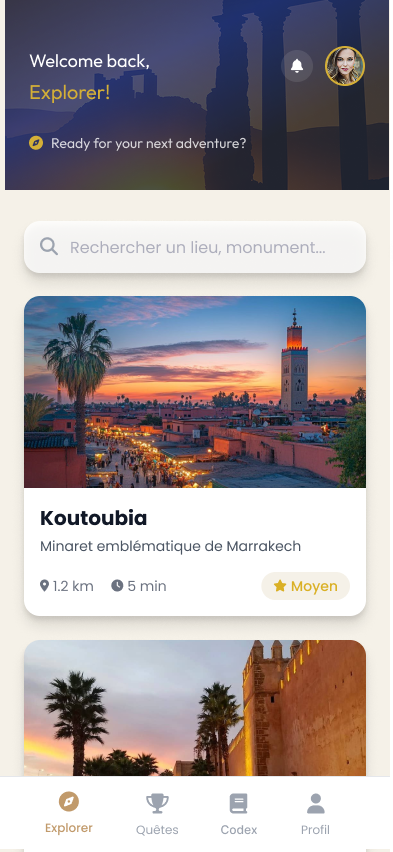 Welcome back,
Explorer!
Ready for your next adventure?
Rechercher un lieu, monument...
Koutoubia
Minaret emblématique de Marrakech
1.2 km 5 min Moyen
Explorer Quêtes Codex Profil